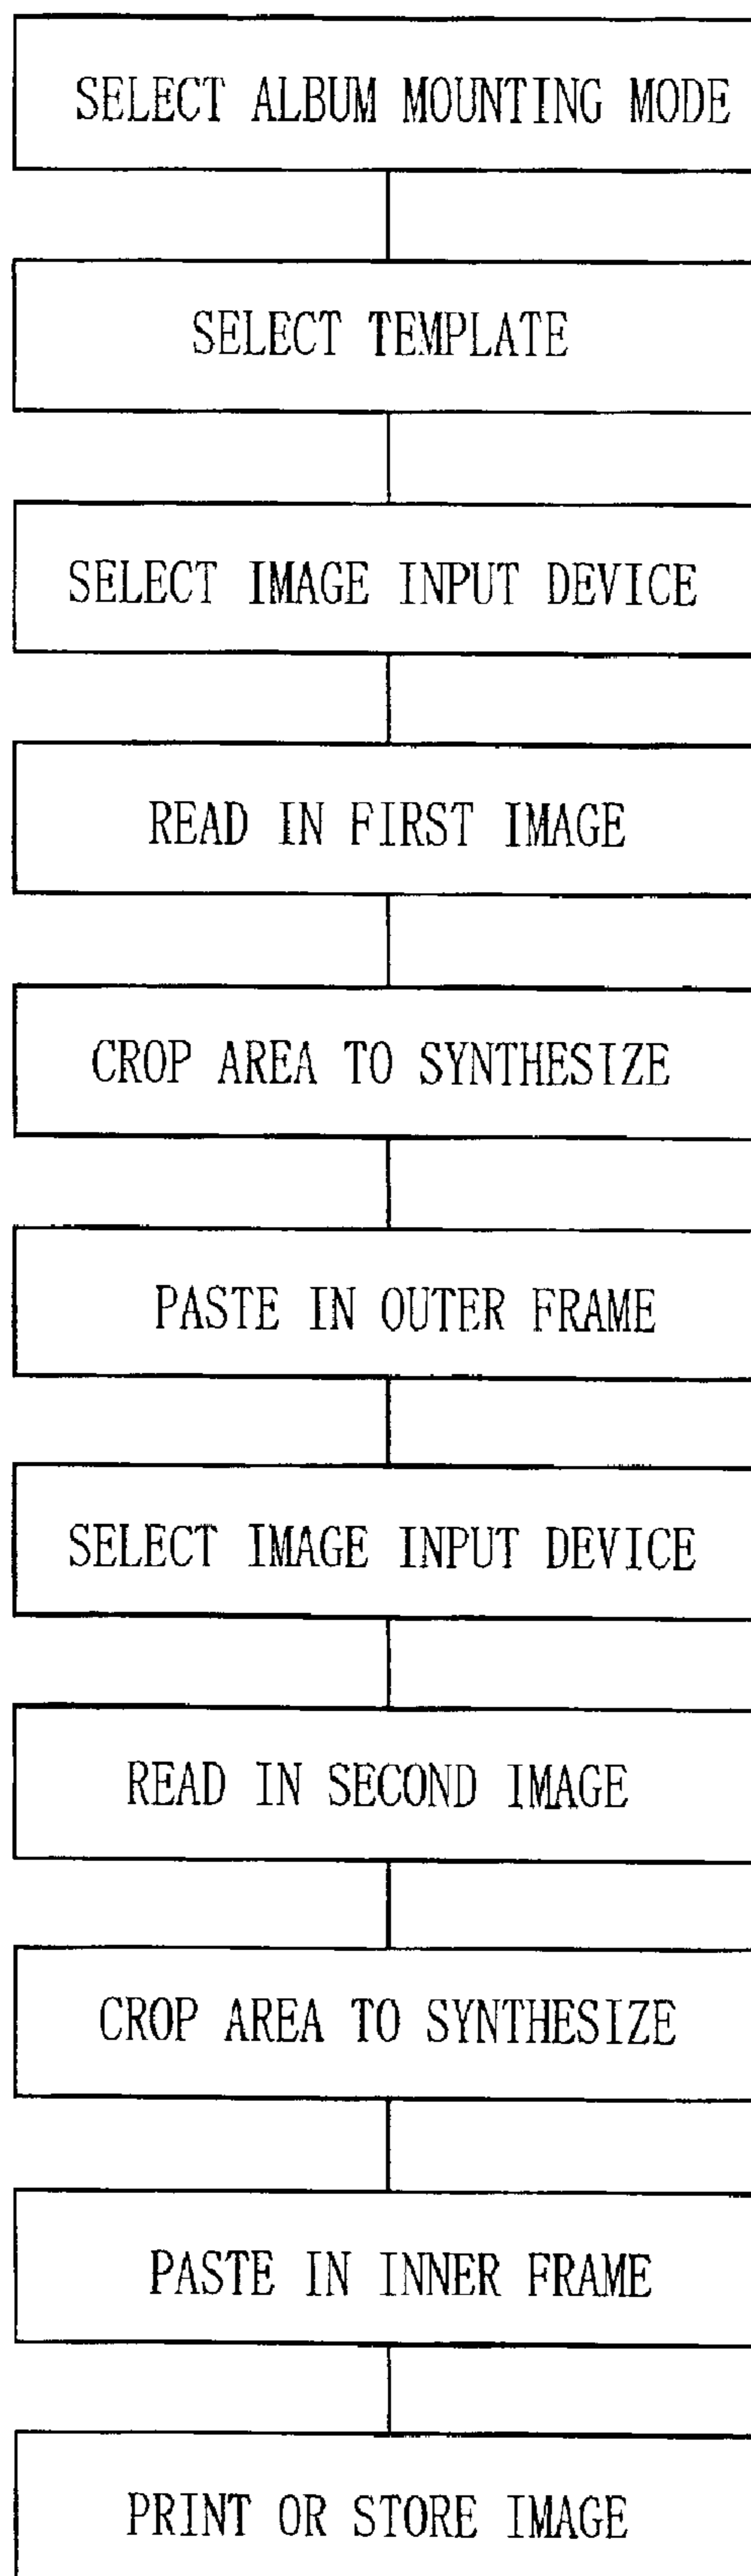 SELECT ALBUM MOUNTING MODE
SELECT TEMPLATE
SELECT IMAGE INPUT DEVICE
READ IN FIRST IMAGE
CROP AREA TO SYNTHESIZE
PASTE IN OUTER FRAME
SELECT IMAGE INPUT DEVICE
READ IN SECOND IMAGE
CROP AREA TO SYNTHESIZE
PASTE IN INNER FRAME
PRINT OR STORE IMAGE